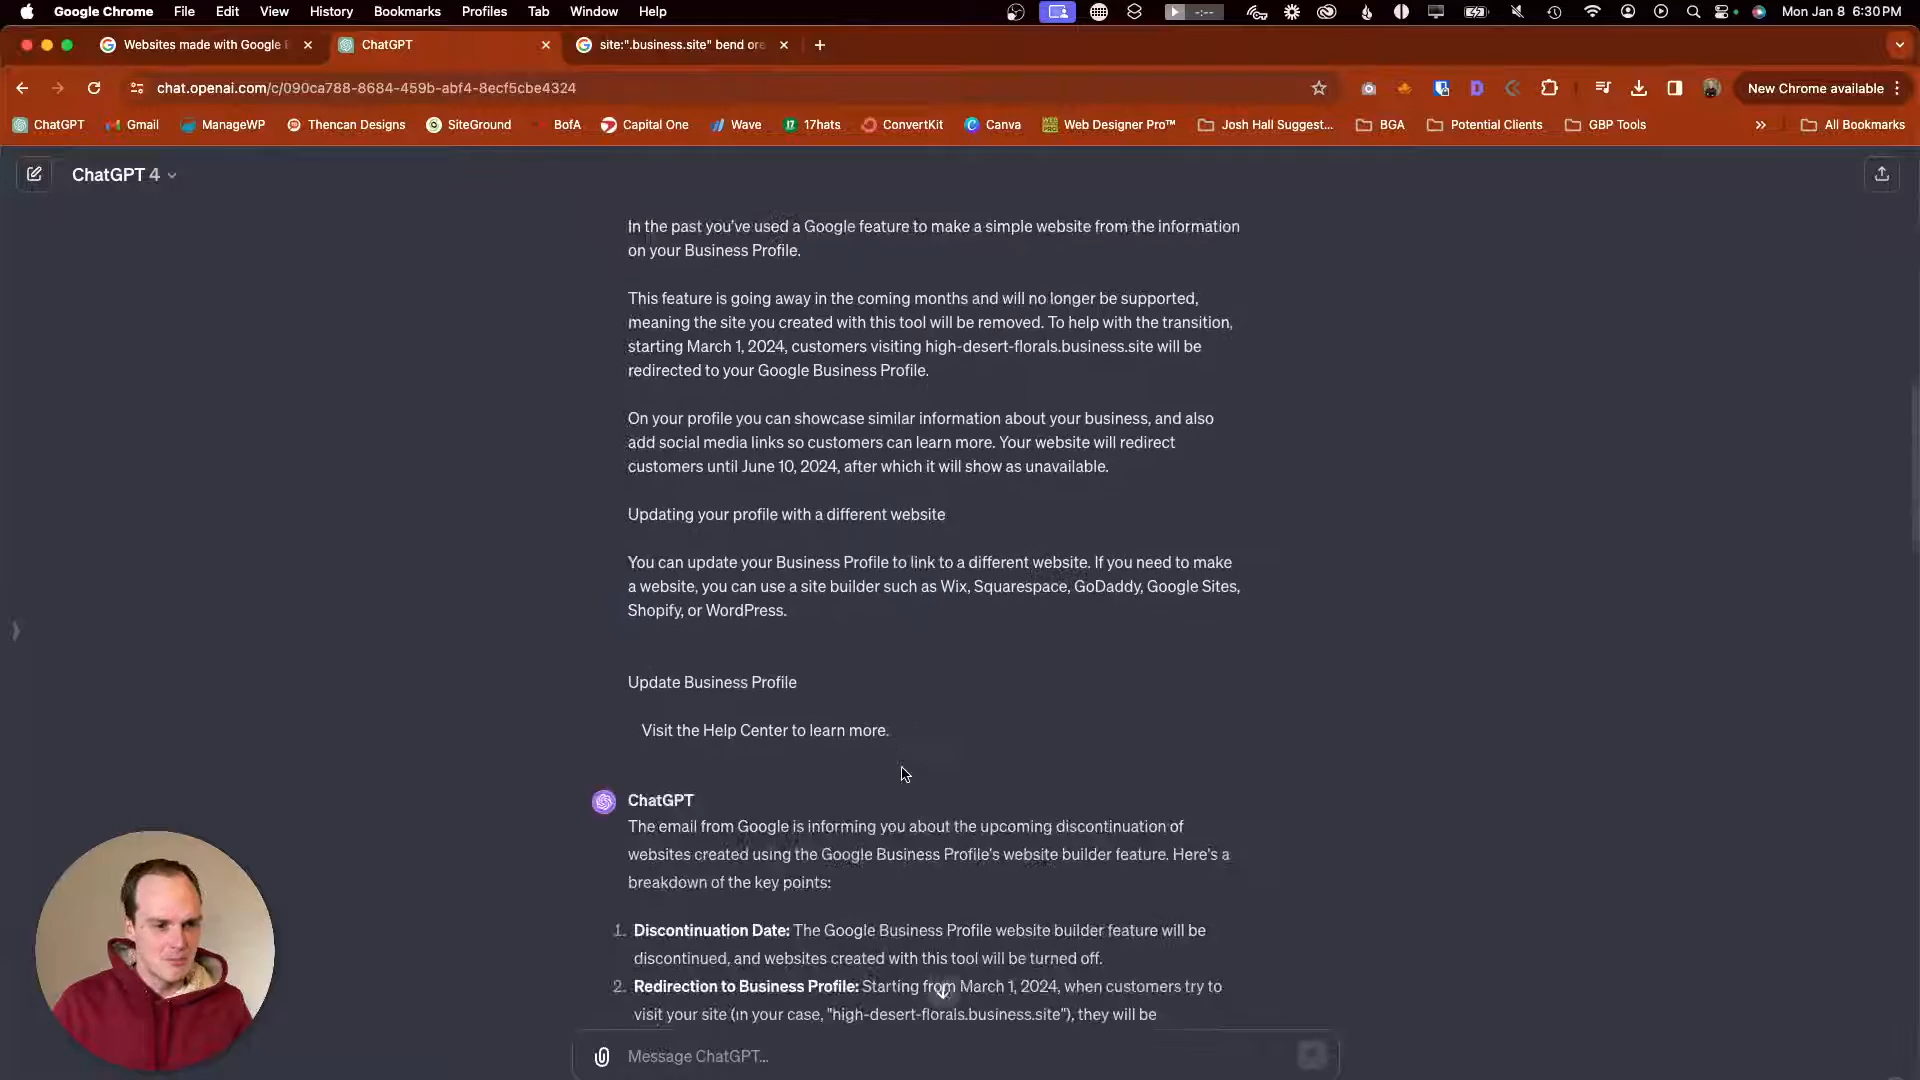 Google Chrome File Edit View History Bookmarks Profiles Tab Window Help Mon Jan 8 6:30 PM
Websites made with Google ChatGPT site:".business.site" bend ore
chat.openai.com/c/090ca788-8684-459b-abf4-8ecf5cbe4324 New Chrome available
ChatGPT Gmail ManageWP Thencan Designs SiteGround BofA Capital One Wave 17hats ConvertKit Canva Web Designer Pro™ Josh Hall Suggest... BGA Potential Clients GBP Tools » All Bookmarks
ChatGPT 4
In the past you've used a Google feature to make a simple website from the information
on your Business Profile.
This feature is going away in the coming months and will no longer be supported,
meaning the site you created with this tool will be removed. To help with the transition,
starting March 1, 2024, customers visiting high-desert-florals.business.site will be
redirected to your Google Business Profile.
On your profile you can showcase similar information about your business, and also
add social media links so customers can learn more. Your website will redirect
customers until June 10, 2024, after which it will show as unavailable.
Updating your profile with a different website
You can update your Business Profile to link to a different website. If you need to make
a website, you can use a site builder such as Wix, Squarespace, GoDaddy, Google Sites,
Shopify, or WordPress.
Update Business Profile
Visit the Help Center to learn more.
ChatGPT
The email from Google is informing you about the upcoming discontinuation of
websites created using the Google Business Profile's website builder feature. Here's a
breakdown of the key points:
1. Discontinuation Date: The Google Business Profile website builder feature will be
discontinued, and websites created with this tool will be turned off.
2. Redirection to Business Profile: Starting from March 1, 2024, when customers try to
visit your site (in your case, "high-desert-florals.business.site"), they will be
Message ChatGPT...